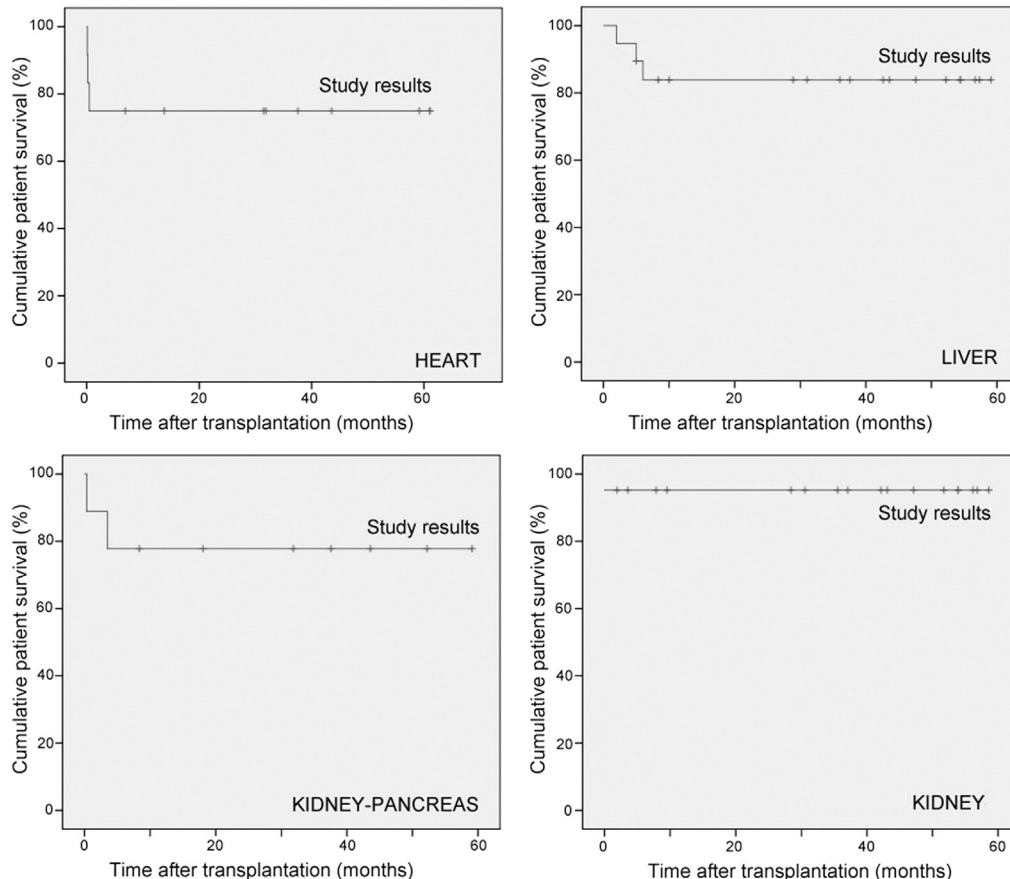 Cumulative patient survival (%)
100
80
60
40
20
0
Study results
HEART
0 20 40 60
Time after transplantation (months)
Cumulative patient survival (%)
100
80
60
40
20
0
Study results
LIVER
0 20 40 60
Time after transplantation (months)
Cumulative patient survival (%)
100
80
60
40
20
0
Study results
KIDNEY-PANCREAS
0 20 40 60
Time after transplantation (months)
Cumulative patient survival (%)
100
80
60
40
20
0
Study results
KIDNEY
0 20 40 60
Time after transplantation (months)